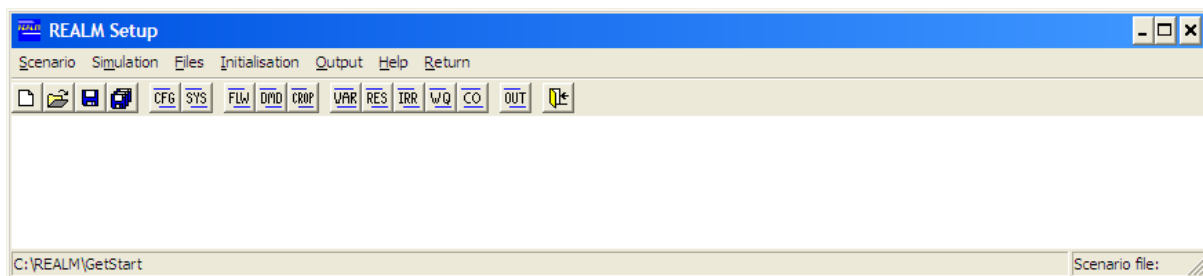 REALM REALM Setup
Scenario Simulation Files Initialisation Output Help Return
CFG SYS FLW DMD CROP VAR RES IRR WQ CO OUT
C:\REALM\GetStart Scenario file: